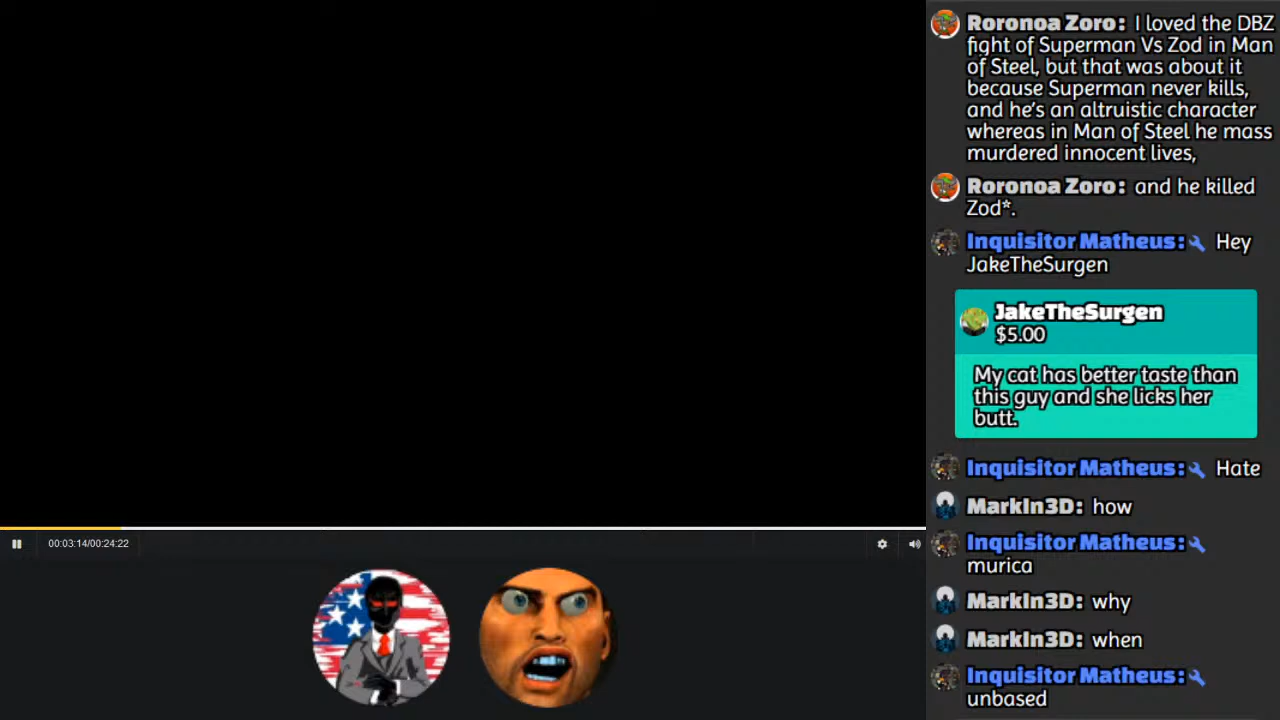 Roronoa Zoro: I loved the DBZ
fight of Superman Vs Zod in Man
of Steel, but that was about it
because Superman never kills,
and he's an altruistic character
whereas in Man of Steel he mass
murdered innocent lives,
Roronoa Zoro: and he killed
Zod*.
Inquisitor Matheus: Hey
JakeTheSurgen
JakeTheSurgen
$5.00
My cat has better taste than
this guy and she licks her
butt.
Inquisitor Matheus: Hate
MarkIn3D: how
Inquisitor Matheus:
murica
MarkIn3D: why
MarkIn3D: when
Inquisitor Matheus:
unbased
00:03:14/00:24:22